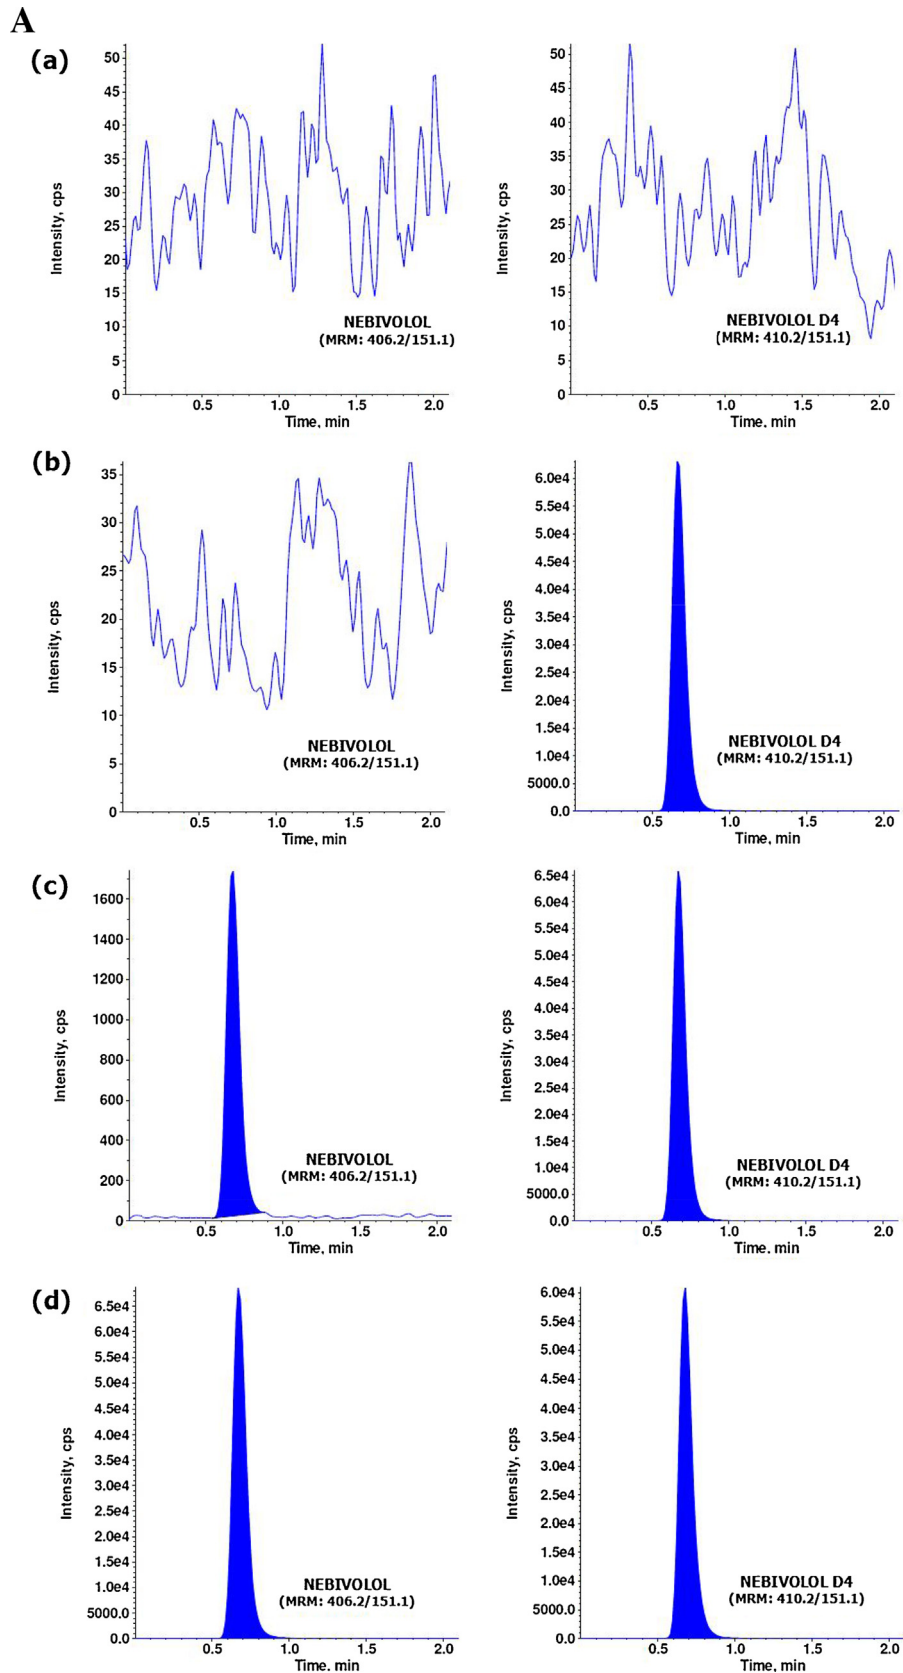 A
(a)
50
45
40
35
30
25
20
15
10
5
0
Intensity, cps
NEBIVOLOL
(MRM: 406.2/151.1)
0.5 1.0 1.5 2.0
Time, min
50
45
40
35
30
25
20
15
10
5
0
Intensity, cps
NEBIVOLOL D4
(MRM: 410.2/151.1)
0.5 1.0 1.5 2.0
Time, min
(b)
35
30
25
20
15
10
5
0
Intensity, cps
NEBIVOLOL
(MRM: 406.2/151.1)
0.5 1.0 1.5 2.0
Time, min
6.0e4
5.5e4
5.0e4
4.5e4
4.0e4
3.5e4
3.0e4
2.5e4
2.0e4
1.5e4
1.0e4
5000.0
0.0
Intensity, cps
NEBIVOLOL D4
(MRM: 410.2/151.1)
0.5 1.0 1.5 2.0
Time, min
(c)
1600
1400
1200
1000
800
600
400
200
0
Intensity, cps
NEBIVOLOL
(MRM: 406.2/151.1)
0.5 1.0 1.5 2.0
Time, min
6.5e4
6.0e4
5.5e4
5.0e4
4.5e4
4.0e4
3.5e4
3.0e4
2.5e4
2.0e4
1.5e4
1.0e4
5000.0
0.0
Intensity, cps
NEBIVOLOL D4
(MRM: 410.2/151.1)
0.5 1.0 1.5 2.0
Time, min
(d)
6.5e4
6.0e4
5.5e4
5.0e4
4.5e4
4.0e4
3.5e4
3.0e4
2.5e4
2.0e4
1.5e4
1.0e4
5000.0
0.0
Intensity, cps
NEBIVOLOL
(MRM: 406.2/151.1)
0.5 1.0 1.5 2.0
Time, min
6.0e4
5.5e4
5.0e4
4.5e4
4.0e4
3.5e4
3.0e4
2.5e4
2.0e4
1.5e4
1.0e4
5000.0
0.0
Intensity, cps
NEBIVOLOL D4
(MRM: 410.2/151.1)
0.5 1.0 1.5 2.0
Time, min